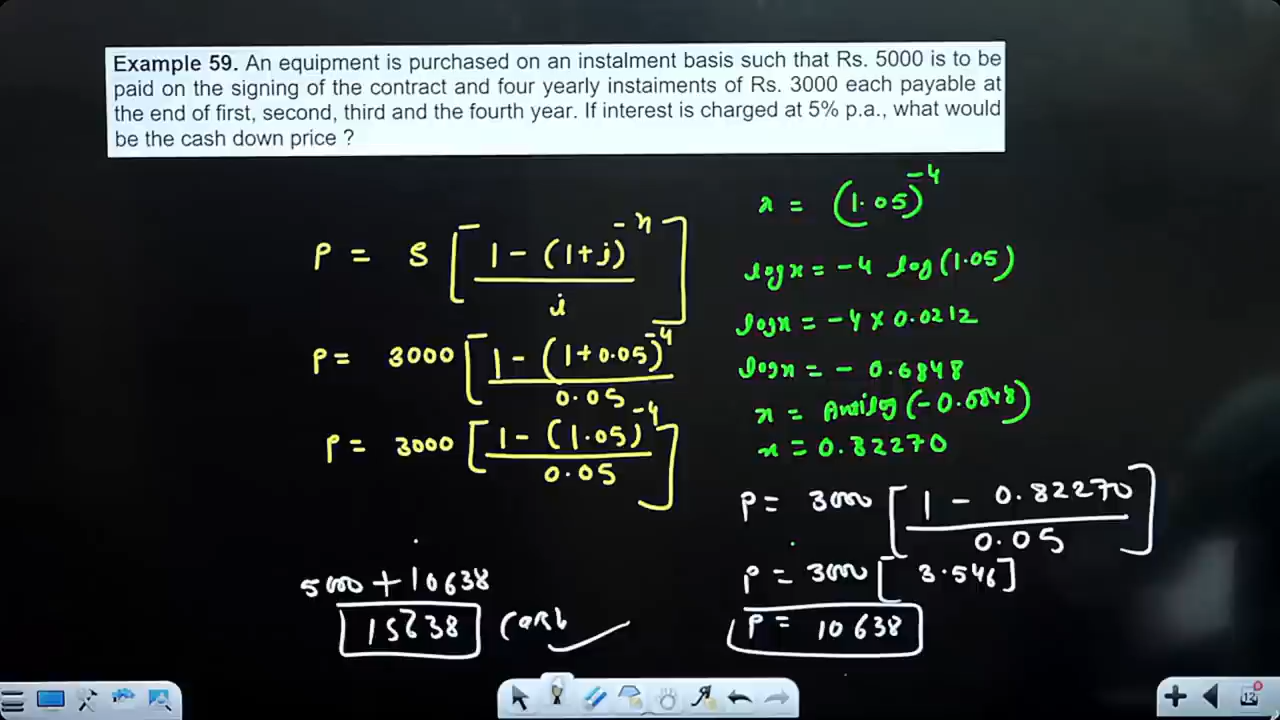 Example 59. An equipment is purchased on an instalment basis such that Rs. 5000 is to be
paid on the signing of the contract and four yearly instaiments of Rs. 3000 each payable at
the end of first, second, third and the fourth year. If interest is charged at 5% p.a., what would
be the cash down price ?
P = S [ 1 - (1+i)^-n / i ]
P = 3000 [ 1 - (1+0.05)^-4 / 0.05 ]
P = 3000 [ 1 - (1.05)^-4 / 0.05 ]
x = (1.05)^-4
log x = -4 log (1.05)
log x = -4 × 0.0212
log x = - 0.6848
x = Antilog (-0.0848)
x = 0.82270
P = 3000 [ 1 - 0.82270 / 0.05 ]
P = 3000 [ 3.546 ]
P = 10638
5000 + 10638
15638 Cash